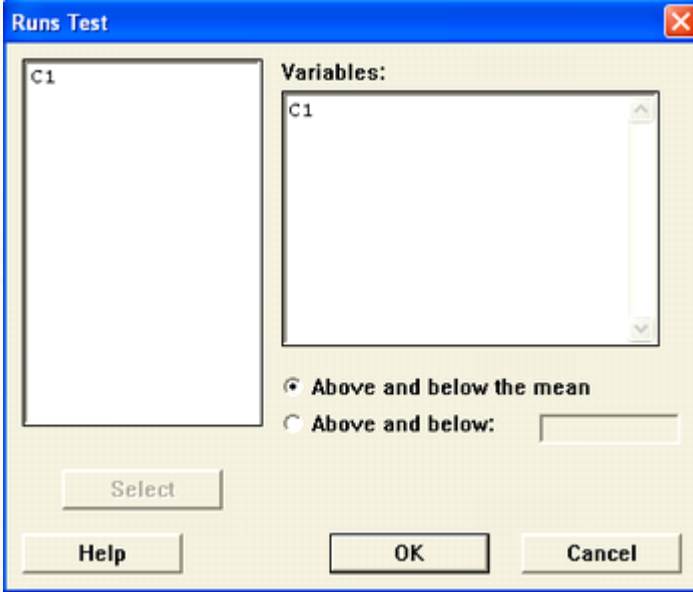 Runs Test
C1
Variables:
C1
Above and below the mean
Above and below:
Select
Help
OK
Cancel